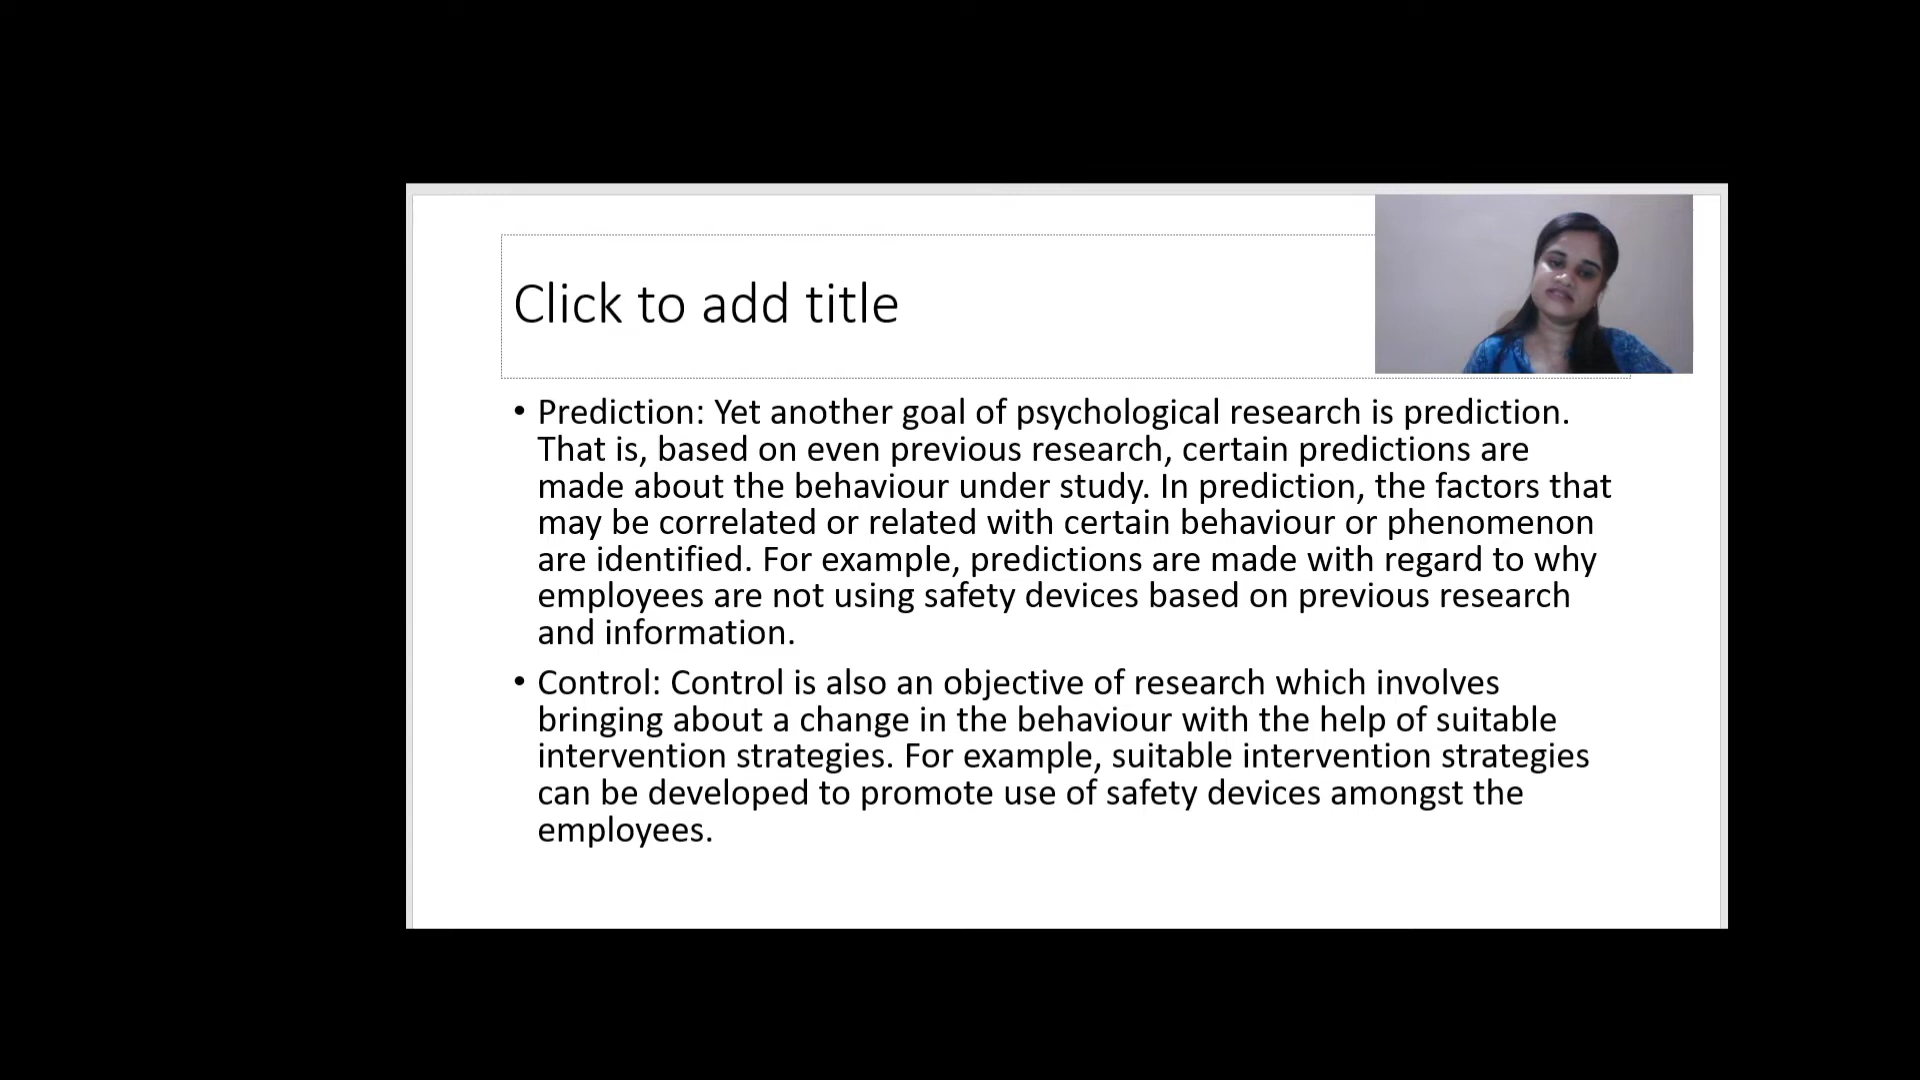 Click to add title
• Prediction: Yet another goal of psychological research is prediction.
That is, based on even previous research, certain predictions are
made about the behaviour under study. In prediction, the factors that
may be correlated or related with certain behaviour or phenomenon
are identified. For example, predictions are made with regard to why
employees are not using safety devices based on previous research
and information.
• Control: Control is also an objective of research which involves
bringing about a change in the behaviour with the help of suitable
intervention strategies. For example, suitable intervention strategies
can be developed to promote use of safety devices amongst the
employees.